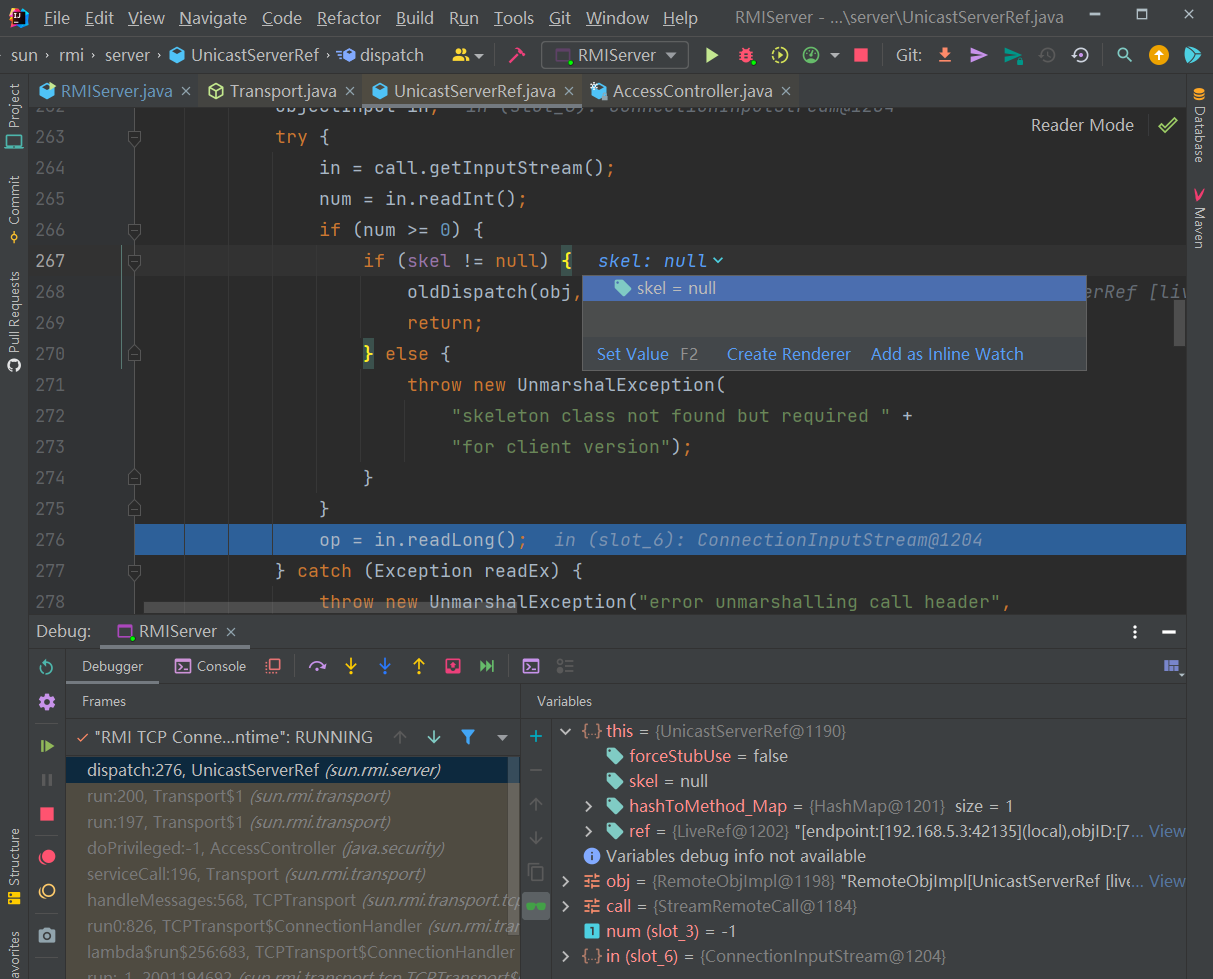 File Edit View Navigate Code Refactor Build Run Tools Git Window Help RMIServer - ...\server\UnicastServerRef.java
sun › rmi › server › UnicastServerRef › dispatch RMIServer Git:
RMIServer.java Transport.java UnicastServerRef.java AccessController.java
Project
Commit
Pull Requests
Structure
Database
Maven
Reader Mode
263 try {
264 in = call.getInputStream();
265 num = in.readInt();
266 if (num >= 0) {
267 if (skel != null) { skel: null
268 oldDispatch(obj,
skel = null
269 return;
270 } else {
Set Value F2 Create Renderer Add as Inline Watch
271 throw new UnmarshalException(
272 "skeleton class not found but required " +
273 "for client version");
274 }
275 }
276 op = in.readLong(); in (slot_6): ConnectionInputStream@1204
277 } catch (Exception readEx) {
278 throw new UnmarshalException("error unmarshalling call header",
Debug: RMIServer
Debugger Console
Frames
"RMI TCP Conne...ntime": RUNNING
dispatch:276, UnicastServerRef (sun.rmi.server)
run:200, Transport$1 (sun.rmi.transport)
run:197, Transport$1 (sun.rmi.transport)
doPrivileged:-1, AccessController (java.security)
serviceCall:196, Transport (sun.rmi.transport)
handleMessages:568, TCPTransport (sun.rmi.transport.tcp
run0:826, TCPTransport$ConnectionHandler (sun.rmi.tra
lambda$run$256:683, TCPTransport$ConnectionHandler
Variables
this = {UnicastServerRef@1190}
forceStubUse = false
skel = null
hashToMethod_Map = {HashMap@1201} size = 1
ref = {LiveRef@1202} "[endpoint:[192.168.5.3:42135](local),objID:[7... View
Variables debug info not available
obj = {RemoteObjImpl@1198} "RemoteObjImpl[UnicastServerRef [live... View
call = {StreamRemoteCall@1184}
num (slot_3) = -1
in (slot_6) = {ConnectionInputStream@1204}